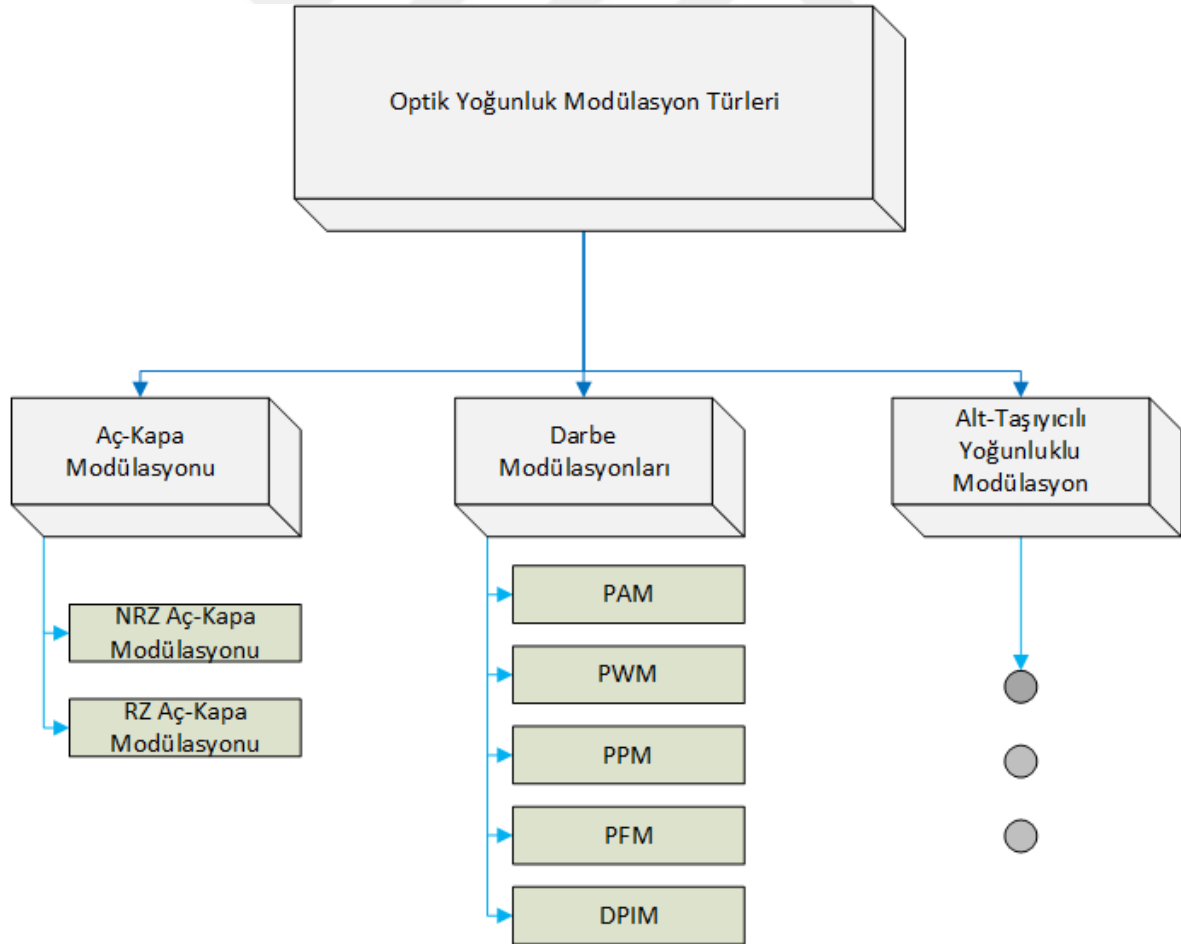 Optik Yoğunluk Modülasyon Türleri
Aç-Kapa
Modülasyonu
NRZ Aç-Kapa
Modülasyonu
RZ Aç-Kapa
Modülasyonu
Darbe
Modülasyonları
PAM
PWM
PPM
PFM
DPIM
Alt-Taşıyıcılı
Yoğunluklu
Modülasyon